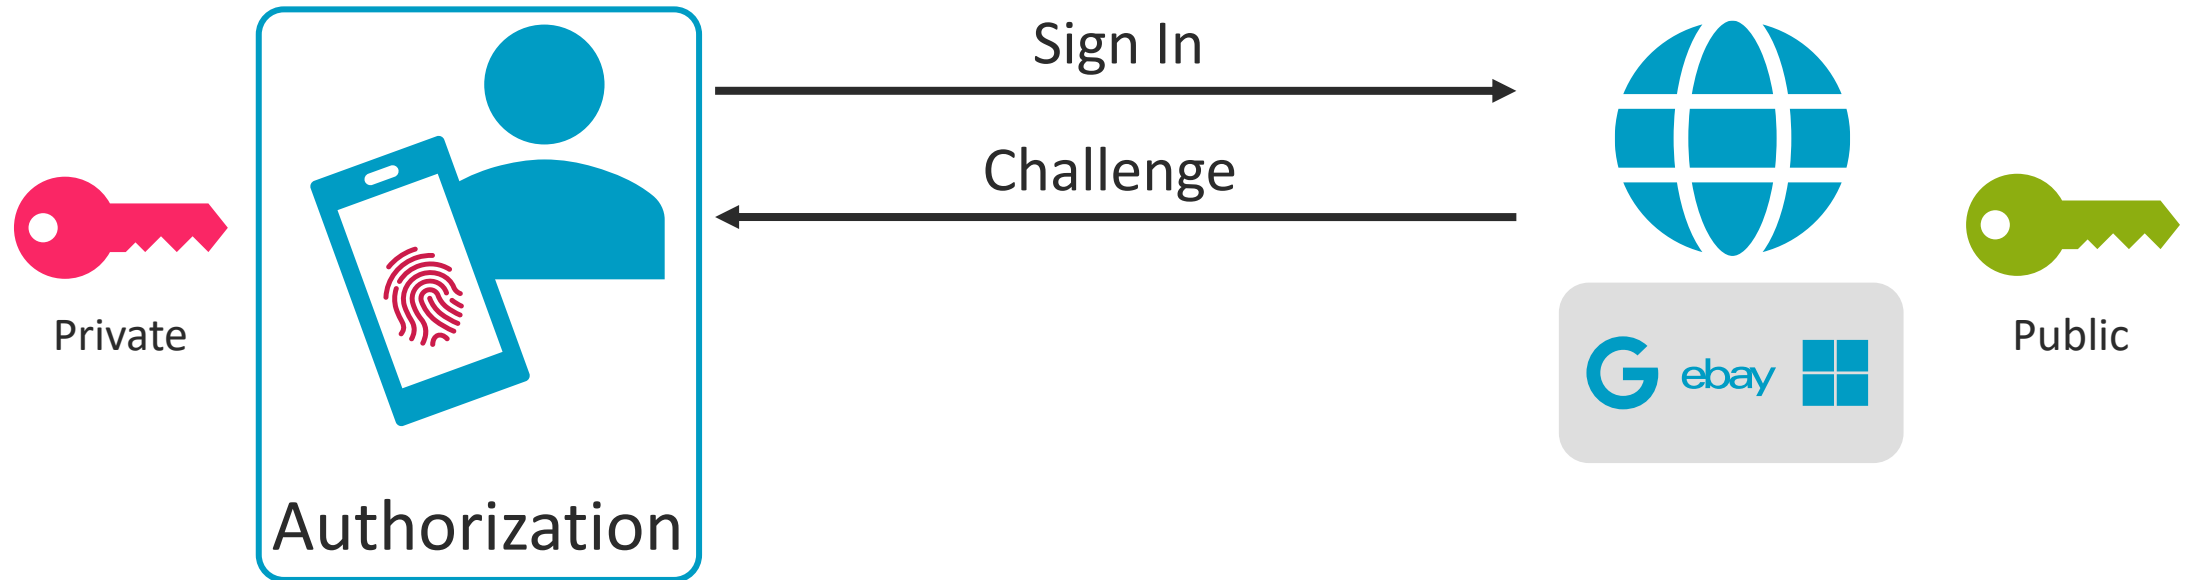 Sign In
Challenge
Private
Public
ebay
Authorization